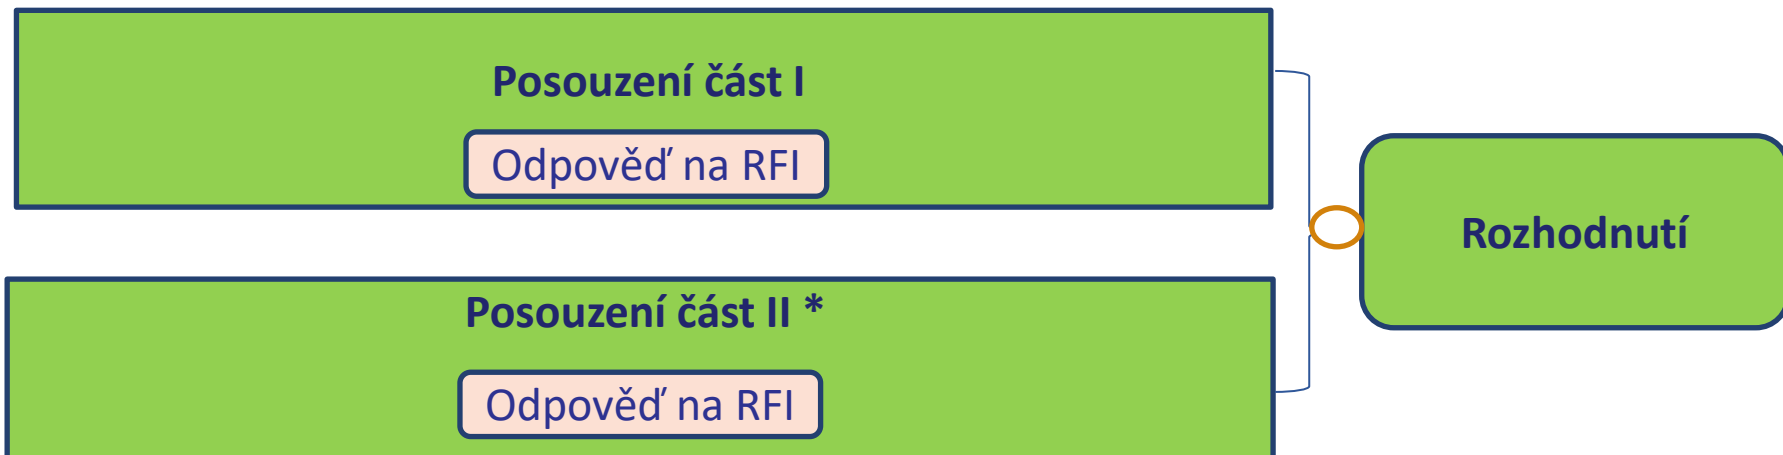 Posouzení část I
Odpověď na RFI
Rozhodnutí
Posouzení část II *
Odpověď na RFI